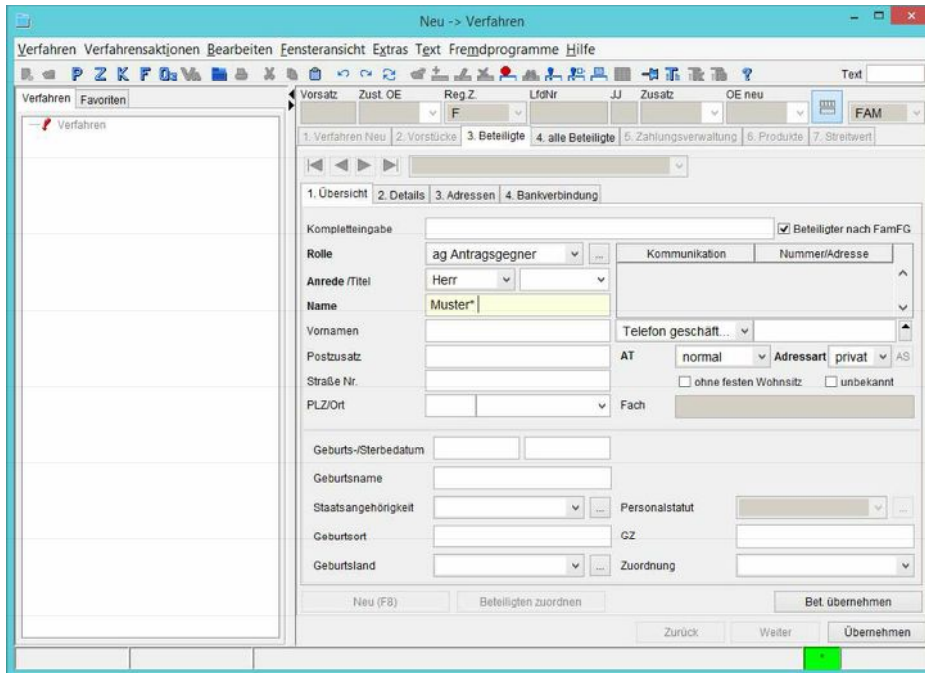 Neu -> Verfahren
Verfahren Verfahrensaktionen Bearbeiten Fensteransicht Extras Text Fremdprogramme Hilfe
P Z K F Text
Verfahren Favoriten
Verfahren
Vorsatz Zust. OE Reg.Z. LfdNr JJ Zusatz OE neu
F FAM
1. Verfahren Neu 2. Vorstücke 3. Beteiligte 4. alle Beteiligte 5. Zahlungsverwaltung 6. Produkte 7. Streitwert
1. Übersicht 2. Details 3. Adressen 4. Bankverbindung
Kompletteingabe Beteiligter nach FamFG
Rolle ag Antragsgegner ... Kommunikation Nummer/Adresse
Anrede /Titel Herr
Name Muster*
Vornamen Telefon geschäft...
Postzusatz AT normal Adressart privat AS
Straße Nr. ohne festen Wohnsitz unbekannt
PLZ/Ort Fach
Geburts-/Sterbedatum
Geburtsname
Staatsangehörigkeit ... Personalstatut ...
Geburtsort GZ
Geburtsland ... Zuordnung
Neu (F8) Beteiligten zuordnen Bet. übernehmen
Zurück Weiter Übernehmen